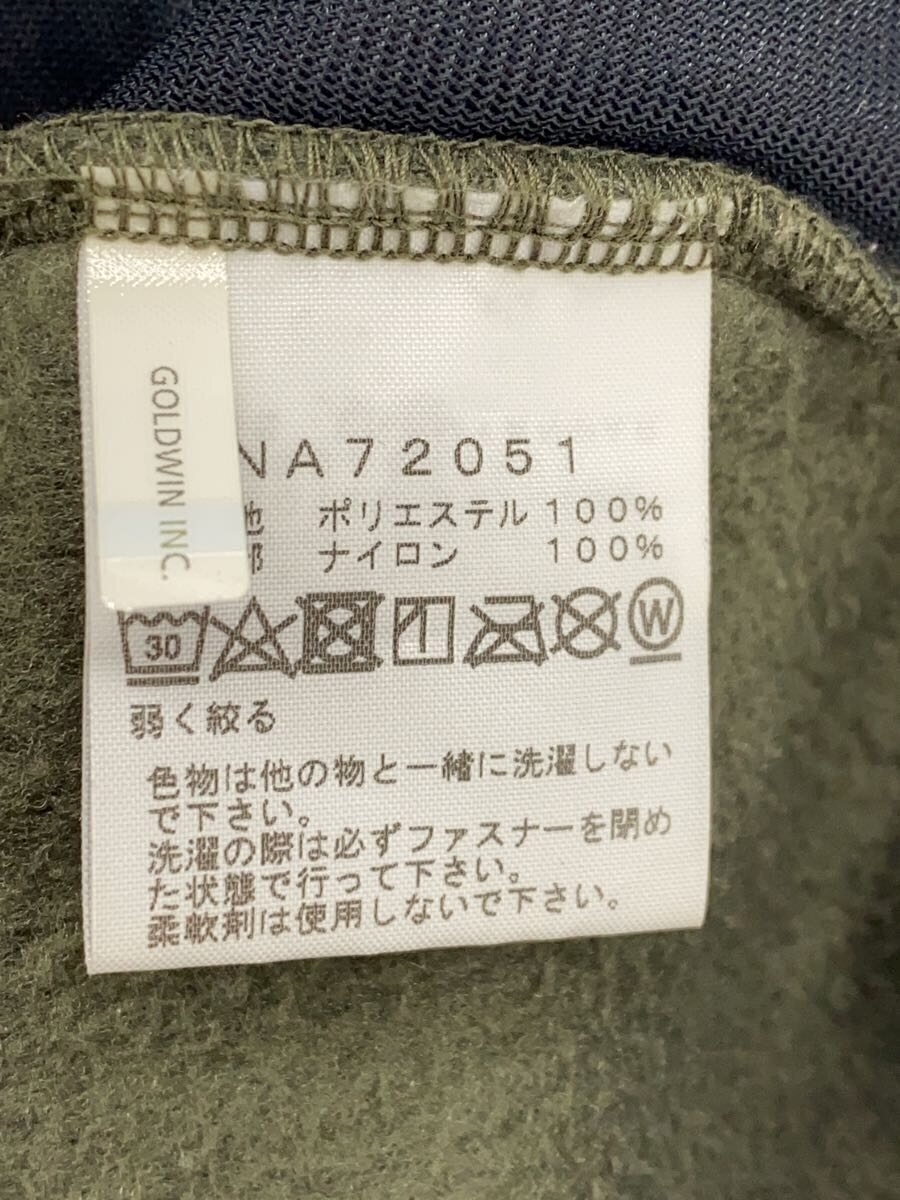 GOLDWIN INC.
NA72051
地 ポリエステル 100%
部 ナイロン 100%
30
W
弱く絞る
色物は他の物と一緒に洗濯しない
で下さい。
洗濯の際は必ずファスナーを閉め
た状態で行って下さい。
柔軟剤は使用しないで下さい。